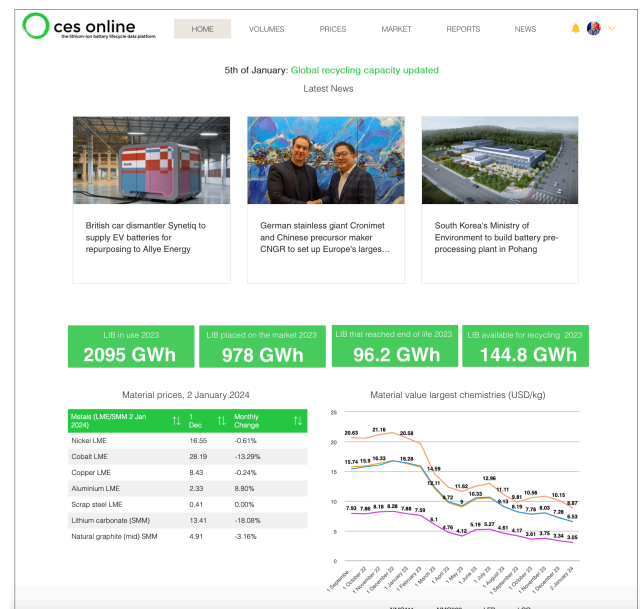 ces online
the lithium-ion battery lifecycle data platform
HOME VOLUMES PRICES MARKET REPORTS NEWS
5th of January: Global recycling capacity updated
Latest News
British car dismantler Synetiq to
supply EV batteries for
repurposing to Allye Energy
German stainless giant Cronimet
and Chinese precursor maker
CNGR to set up Europe's larges...
South Korea's Ministry of
Environment to build battery pre-
processing plant in Pohang
LIB in use 2023
2095 GWh
LIB placed on the market 2023
978 GWh
LIB that reached end of life 2023
96.2 GWh
LIB available for recycling 2023
144.8 GWh
Material prices, 2 January 2024
Metals (LME/SMM 2 Jan 2024) 1 Dec Monthly Change
Nickel LME 16.55 -0.61%
Cobalt LME 28.19 -13.29%
Copper LME 8.43 -0.24%
Aluminium LME 2.33 8.80%
Scrap steel LME 0.41 0.00%
Lithium carbonate (SMM) 13.41 -18.08%
Natural graphite (mid) SMM 4.91 -3.16%
Material value largest chemistries (USD/kg)
25
20
15
10
5
0
20.63 21.16 20.58 14.59 11.62 12.96 11.11 9.81 10.56 10.15 8.87
15.74 15.9 16.33 16.28 12.11 9.72 9 10.33 9.13 8.19 7.76 8.03 7.28 6.53
7.93 7.86 8.18 8.28 7.88 7.59 6.1 4.76 4.12 5.19 5.27 4.61 4.17 3.61 3.75 3.34 3.05
1 Septembe...
1 October 22
1 November 22
1 December 22
1 January 23
1 February 23
1 March 23
1 April 23
1 May 23
1 June 23
1 July 23
1 August 23
1 September 23
1 October 23
1 November 23
1 December 23
2 January 24